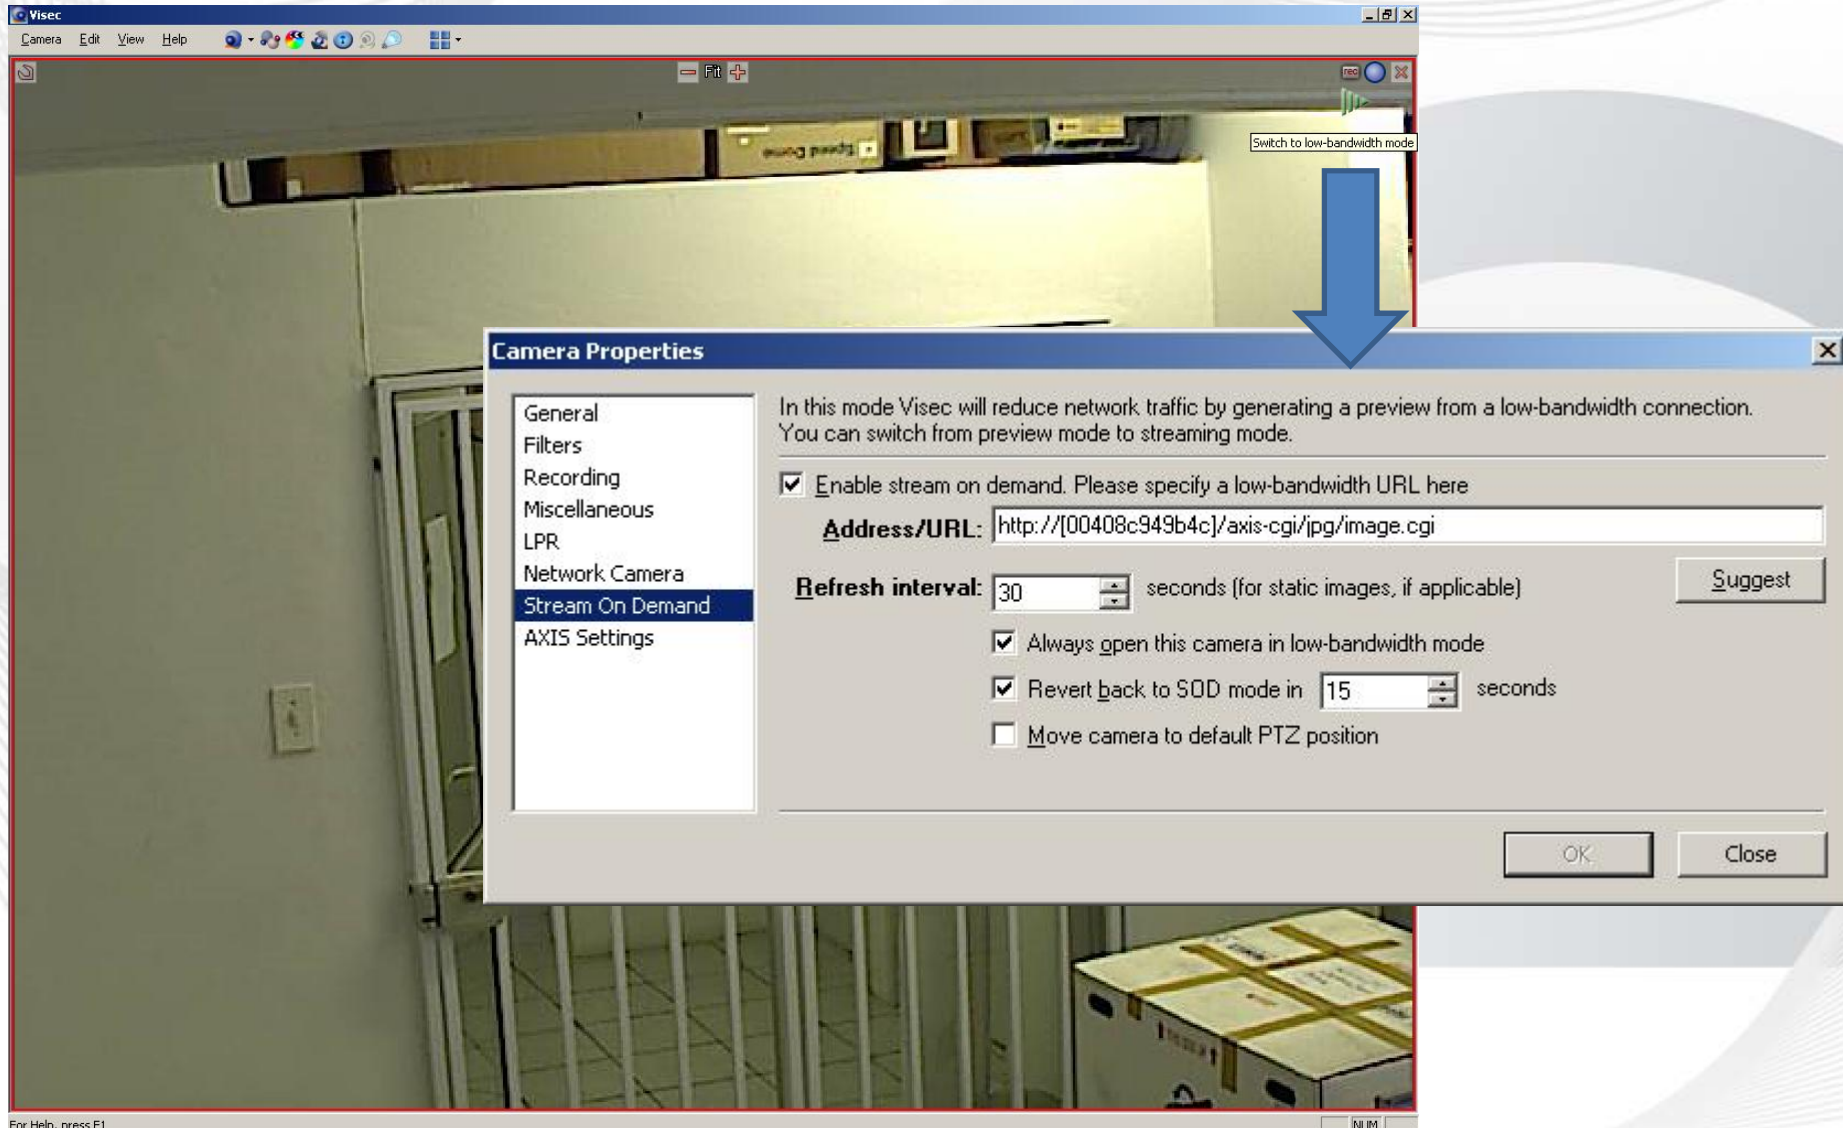 Visec
Camera Edit View Help
Fit
rec
Speed Dome
Switch to low-bandwidth mode
Camera Properties
General
Filters
Recording
Miscellaneous
LPR
Network Camera
Stream On Demand
AXIS Settings
In this mode Visec will reduce network traffic by generating a preview from a low-bandwidth connection.
You can switch from preview mode to streaming mode.
Enable stream on demand. Please specify a low-bandwidth URL here
Address/URL: http://[00408c949b4c]/axis-cgi/jpg/image.cgi
Refresh interval: 30 seconds (for static images, if applicable)
Suggest
Always open this camera in low-bandwidth mode
Revert back to SOD mode in 15 seconds
Move camera to default PTZ position
OK Close
For Help, press F1
NUM